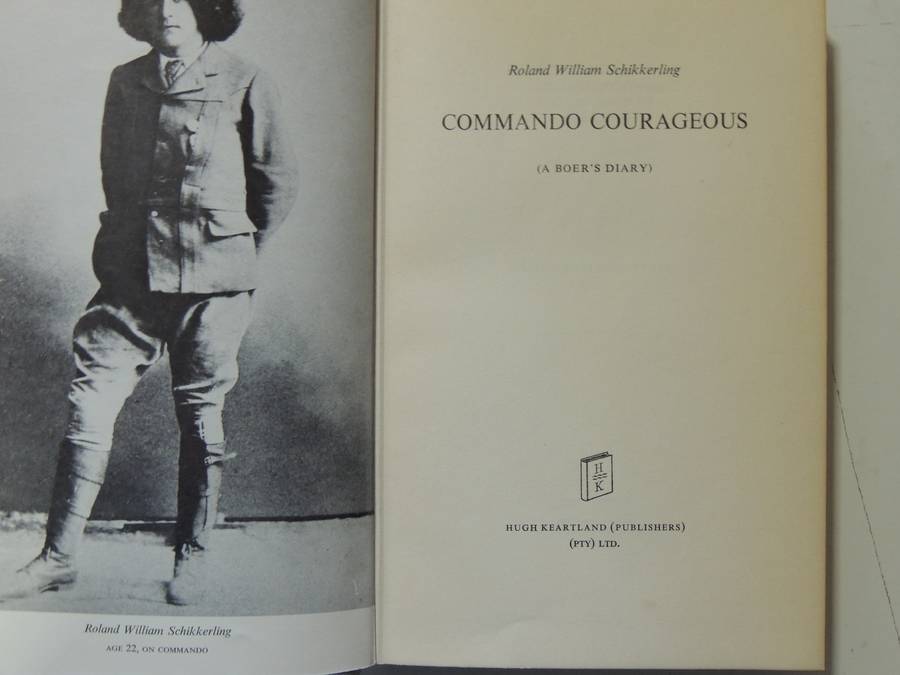 Roland William Schikkerling
AGE 22, ON COMMANDO
Roland William Schikkerling
COMMANDO COURAGEOUS
(A BOER'S DIARY)
H
K
HUGH KEARTLAND (PUBLISHERS)
(PTY) LTD.